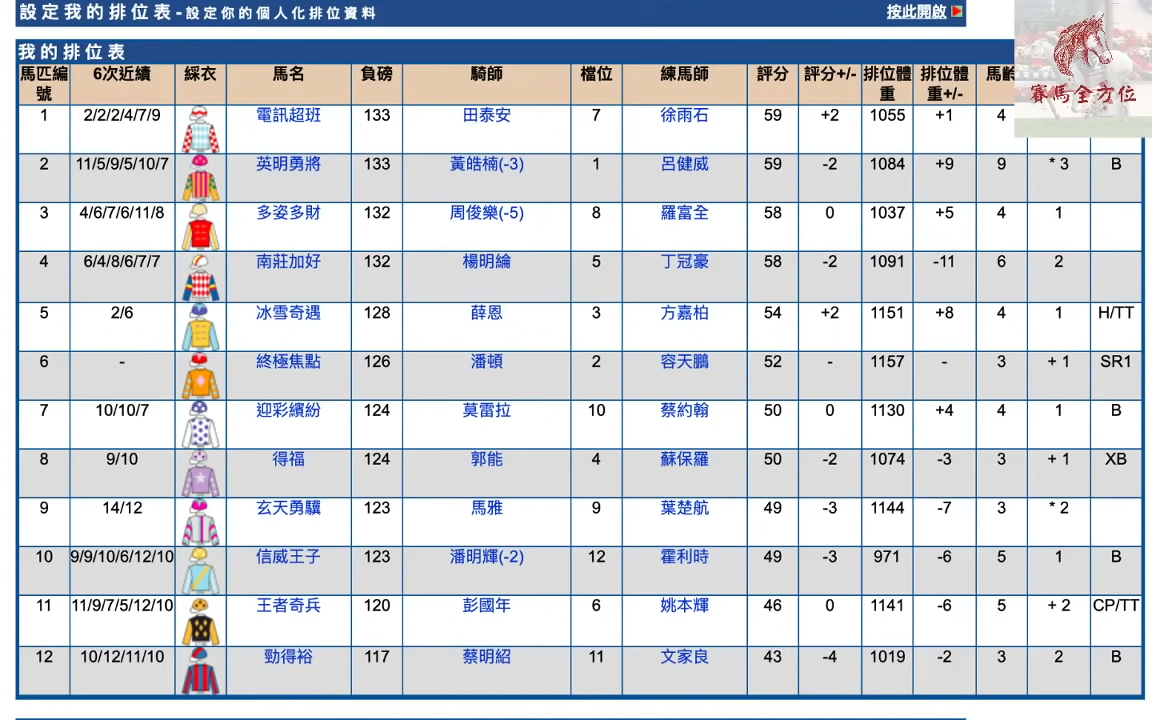 設定我的排位表-設定你的個人化排位資料 按此開啟
我的排位表
馬匹編號 6次近績 綵衣 馬名 負磅 騎師 檔位 練馬師 評分 評分+/- 排位體重 排位體重+/- 馬齡
1 2/2/2/4/7/9 電訊超班 133 田泰安 7 徐雨石 59 +2 1055 +1 4
2 11/5/9/5/10/7 英明勇將 133 黃皓楠(-3) 1 呂健威 59 -2 1084 +9 9 * 3 B
3 4/6/7/6/11/8 多姿多財 132 周俊樂(-5) 8 羅富全 58 0 1037 +5 4 1
4 6/4/8/6/7/7 南莊加好 132 楊明綸 5 丁冠豪 58 -2 1091 -11 6 2
5 2/6 冰雪奇遇 128 薛恩 3 方嘉柏 54 +2 1151 +8 4 1 H/TT
6 - 終極焦點 126 潘頓 2 容天鵬 52 - 1157 - 3 + 1 SR1
7 10/10/7 迎彩繽紛 124 莫雷拉 10 蔡約翰 50 0 1130 +4 4 1 B
8 9/10 得福 124 郭能 4 蘇保羅 50 -2 1074 -3 3 + 1 XB
9 14/12 玄天勇驥 123 馬雅 9 葉楚航 49 -3 1144 -7 3 * 2
10 9/9/10/6/12/10 信威王子 123 潘明輝(-2) 12 霍利時 49 -3 971 -6 5 1 B
11 11/9/7/5/12/10 王者奇兵 120 彭國年 6 姚本輝 46 0 1141 -6 5 + 2 CP/TT
12 10/12/11/10 勁得裕 117 蔡明紹 11 文家良 43 -4 1019 -2 3 2 B
賽馬全方位